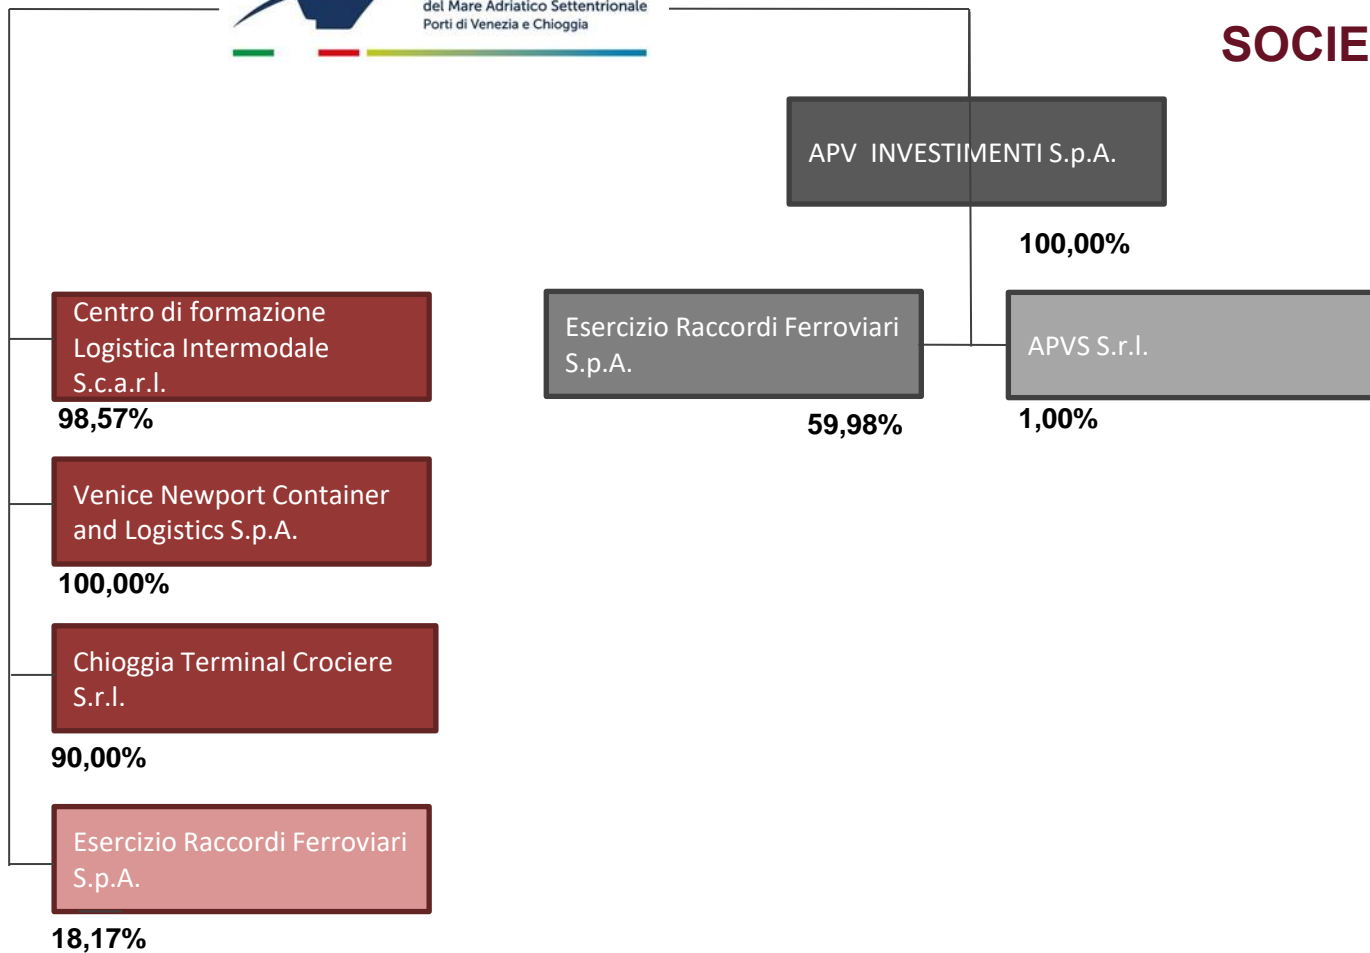 del Mare Adriatico Settentrionale
Porti di Venezia e Chioggia
SOCIE
APV INVESTIMENTI S.p.A.
100,00%
Centro di formazione
Logistica Intermodale
S.c.a.r.l.
98,57%
Esercizio Raccordi Ferroviari
S.p.A.
59,98%
APVS S.r.l.
1,00%
Venice Newport Container
and Logistics S.p.A.
100,00%
Chioggia Terminal Crociere
S.r.l.
90,00%
Esercizio Raccordi Ferroviari
S.p.A.
18,17%